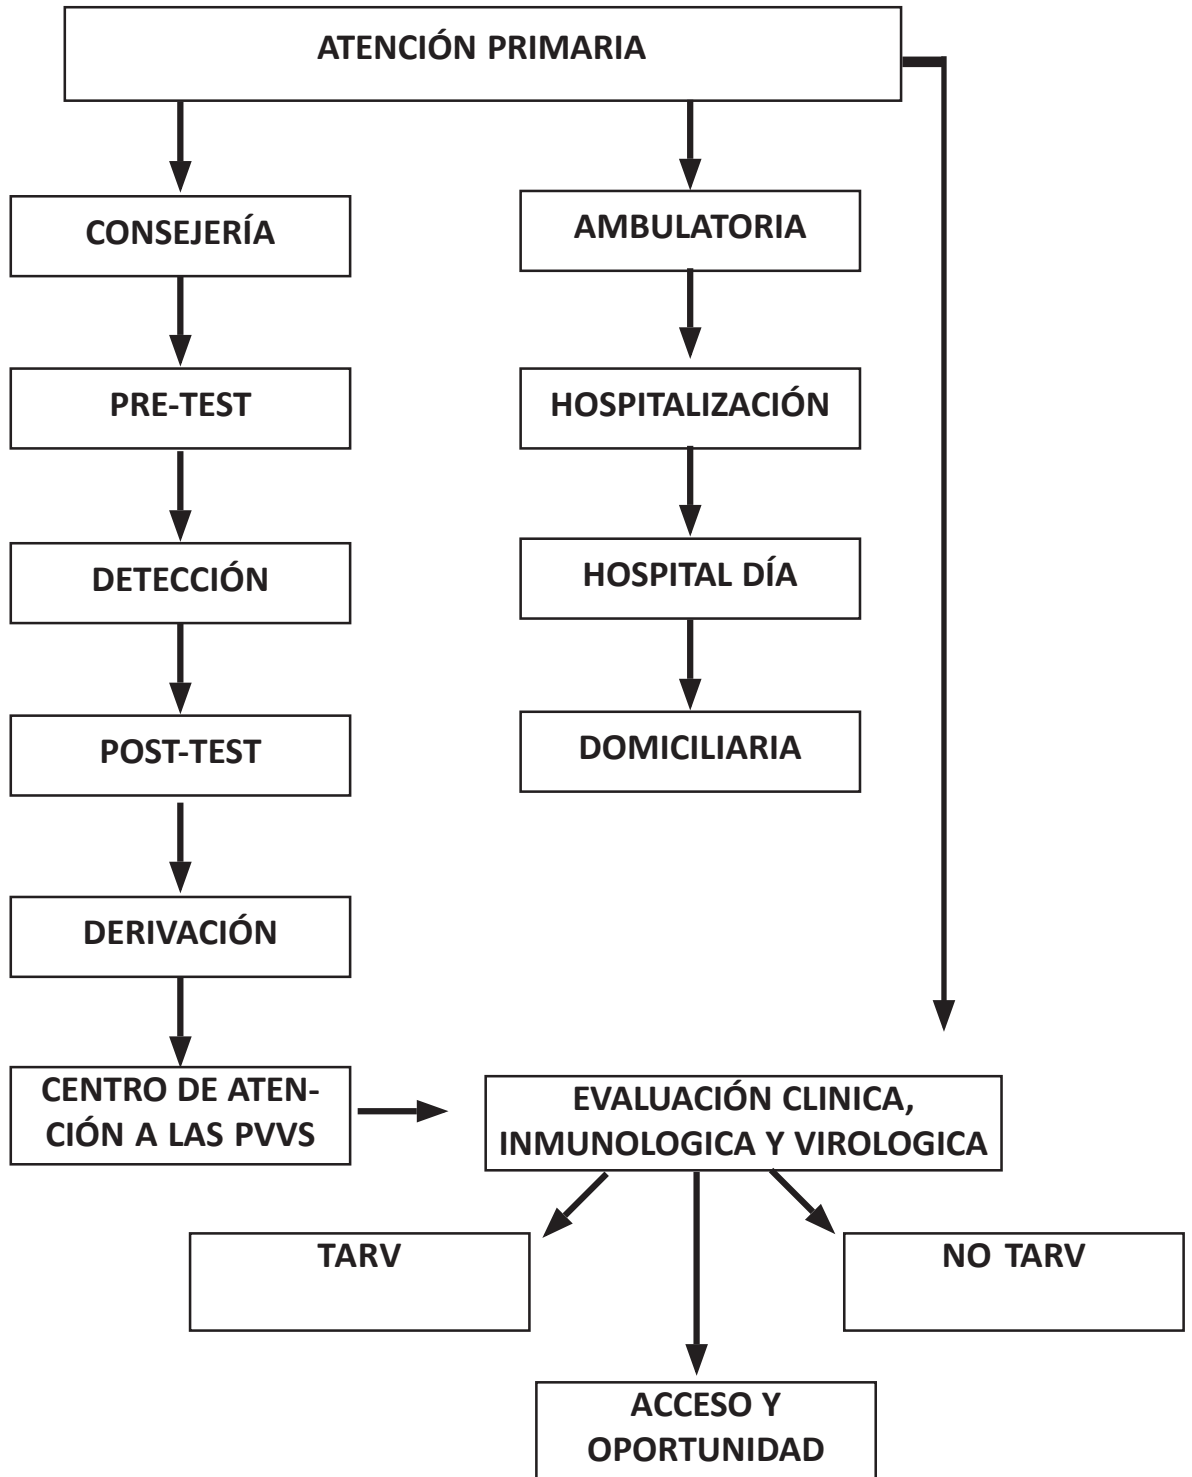 ATENCIÓN PRIMARIA
CONSEJERÍA
PRE-TEST
DETECCIÓN
POST-TEST
DERIVACIÓN
CENTRO DE ATEN-
CIÓN A LAS PVVS
AMBULATORIA
HOSPITALIZACIÓN
HOSPITAL DÍA
DOMICILIARIA
EVALUACIÓN CLINICA,
INMUNOLOGICA Y VIROLOGICA
TARV
NO TARV
ACCESO Y
OPORTUNIDAD